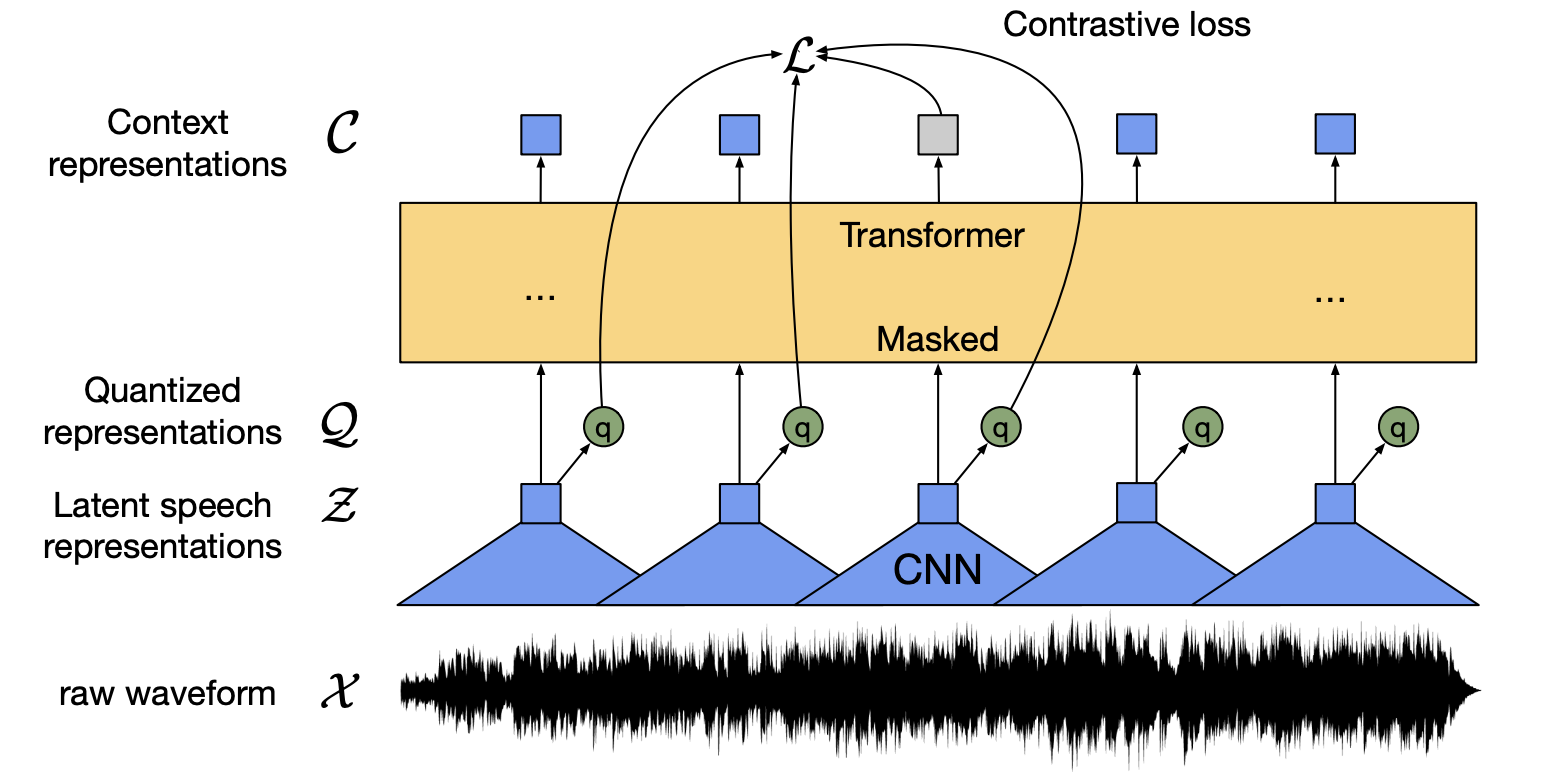 Contrastive loss
ℒ
Context
representations
𝒞
Transformer
...
...
Masked
Quantized
representations
𝒬
q
q
q
q
q
Latent speech
representations
𝒵
CNN
raw waveform
𝒳